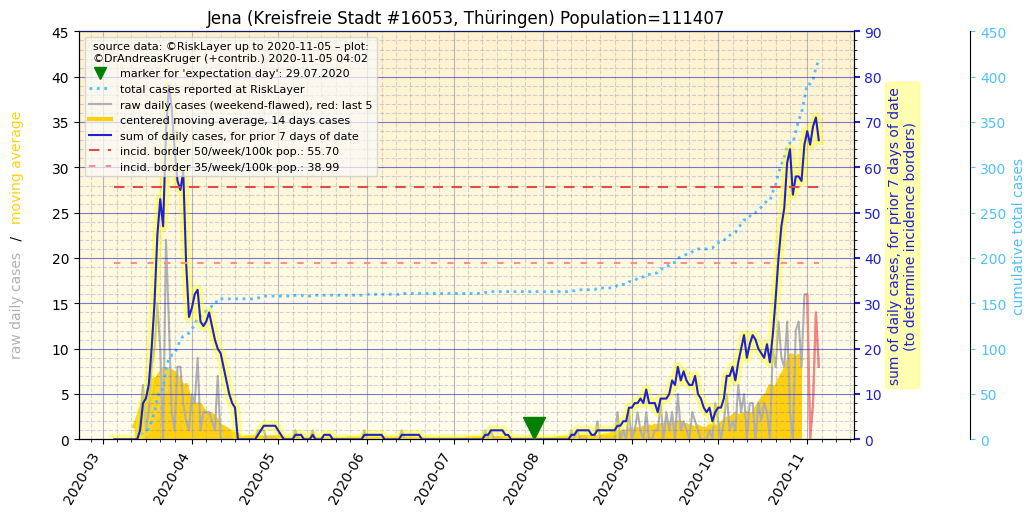 Jena (Kreisfreie Stadt #16053, Thüringen) Population=111407
source data: ©RiskLayer up to 2020-11-05 – plot:
©DrAndreasKruger (+contrib.) 2020-11-05 04:02
marker for 'expectation day': 29.07.2020
total cases reported at RiskLayer
raw daily cases (weekend-flawed), red: last 5
centered moving average, 14 days cases
sum of daily cases, for prior 7 days of date
incid. border 50/week/100k pop.: 55.70
incid. border 35/week/100k pop.: 38.99
raw daily cases / moving average
45
40
35
30
25
20
15
10
5
0
2020-03
2020-04
2020-05
2020-06
2020-07
2020-08
2020-09
2020-10
2020-11
90
80
70
60
50
40
30
20
10
0
sum of daily cases, for prior 7 days of date
(to determine incidence borders)
450
400
350
300
250
200
150
100
50
0
cumulative total cases